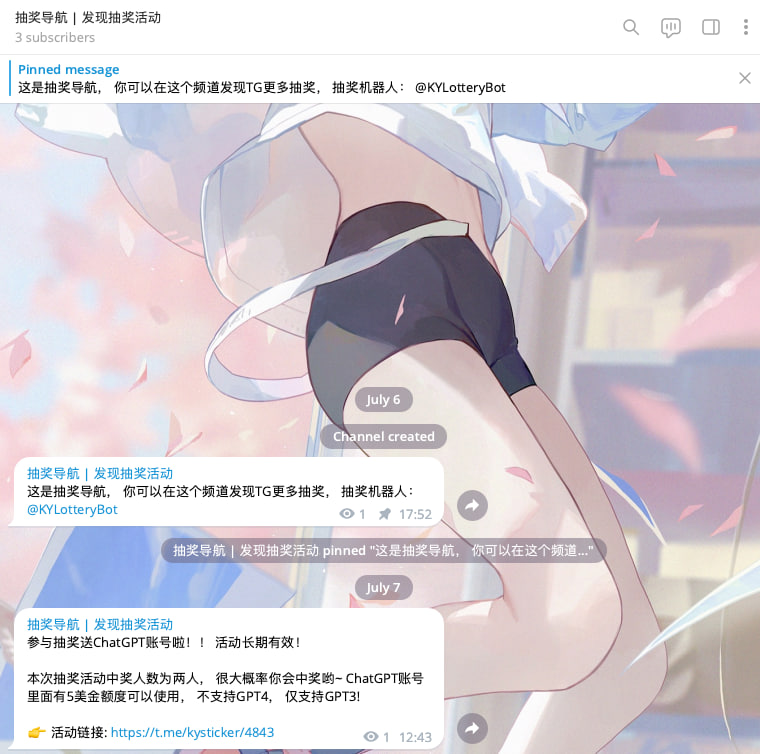 抽奖导航 | 发现抽奖活动
3 subscribers
Pinned message
这是抽奖导航， 你可以在这个频道发现TG更多抽奖， 抽奖机器人： @KYLotteryBot
July 6
Channel created
抽奖导航 | 发现抽奖活动
这是抽奖导航， 你可以在这个频道发现TG更多抽奖， 抽奖机器人：
@KYLotteryBot
1 17:52
抽奖导航 | 发现抽奖活动 pinned "这是抽奖导航， 你可以在这个频道..."
July 7
抽奖导航 | 发现抽奖活动
参与抽奖送ChatGPT账号啦！！ 活动长期有效！
本次抽奖活动中奖人数为两人， 很大概率你会中奖哟~ ChatGPT账号
里面有5美金额度可以使用， 不支持GPT4， 仅支持GPT3!
👉 活动链接: https://t.me/kysticker/4843
1 12:43